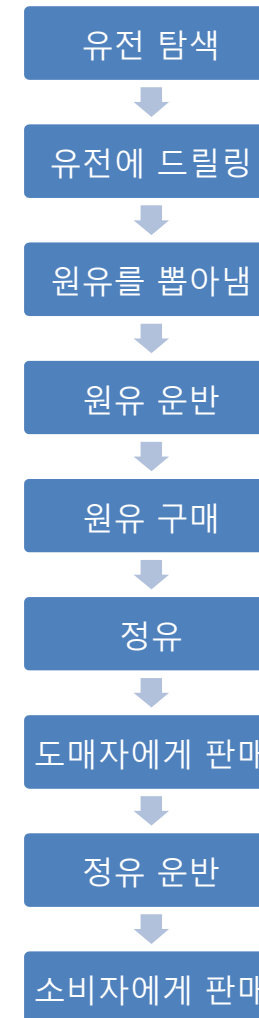 유전 탐색
유전에 드릴링
원유를 뽑아냄
원유 운반
원유 구매
정유
도매자에게 판매
정유 운반
소비자에게 판매